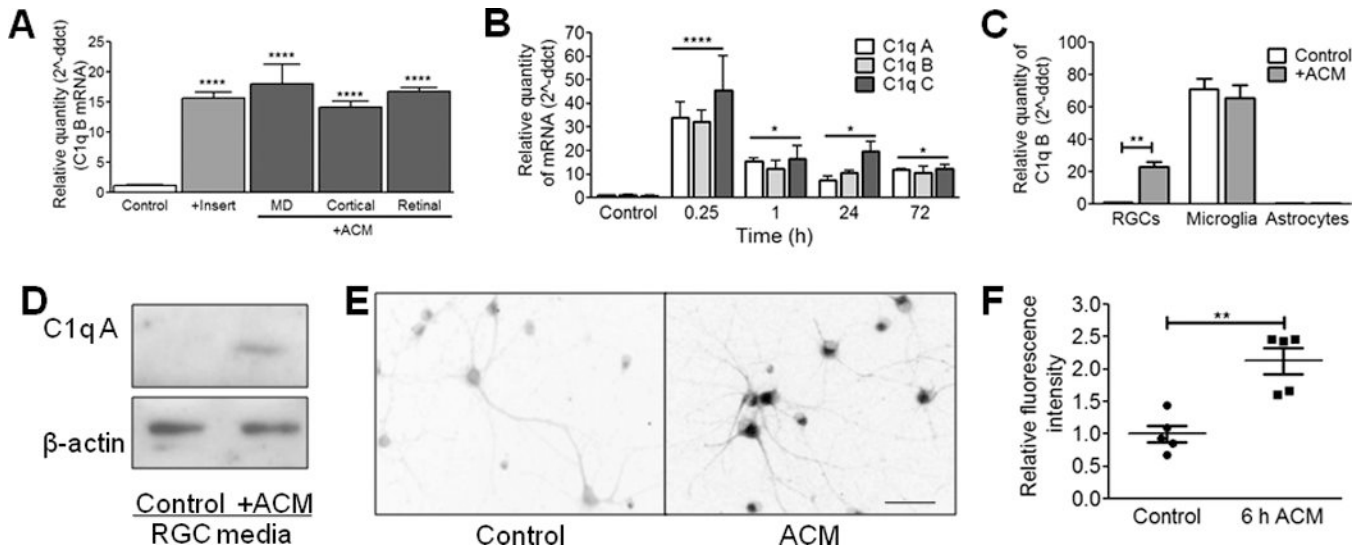 A
Relative quantity (2^-ddct)
(C1q B mRNA)
25
20
15
10
5
0
****
****
****
****
Control
+Insert
MD
Cortical
Retinal
+ACM
B
Relative quantity
of mRNA (2^-ddct)
70
60
50
40
30
20
10
0
****
*
*
*
C1q A
C1q B
C1q C
Control
0.25
1
24
72
Time (h)
C
Relative quantity of
C1q B (2^-ddct)
100
80
60
40
20
0
**
Control
+ACM
RGCs
Microglia
Astrocytes
D
C1q A
β-actin
Control +ACM
RGC media
E
Control
ACM
F
Relative fluorescence
intensity
3.0
2.5
2.0
1.5
1.0
0.5
0.0
**
Control
6 h ACM